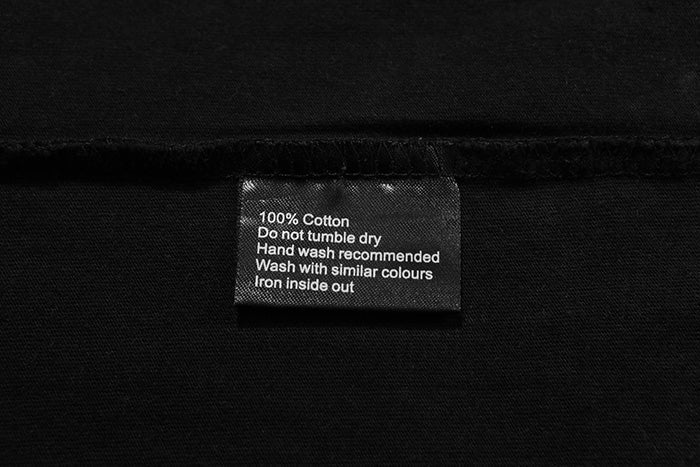 100% Cotton
Do not tumble dry
Hand wash recommended
Wash with similar colours
Iron inside out